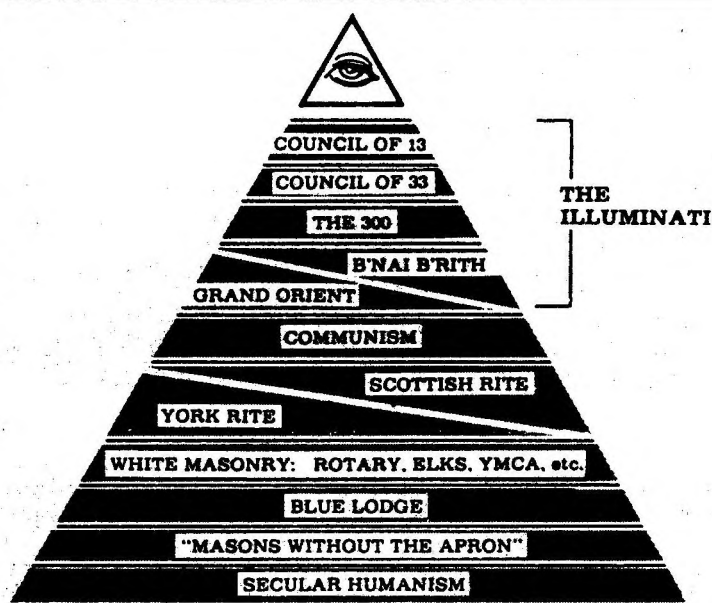 COUNCIL OF 13
COUNCIL OF 33
THE 300
THE
ILLUMINATI
B'NAI B'RITH
GRAND ORIENT
COMMUNISM
SCOTTISH RITE
YORK RITE
WHITE MASONRY: ROTARY, ELKS, YMCA, etc.
BLUE LODGE
"MASONS WITHOUT THE APRON"
SECULAR HUMANISM